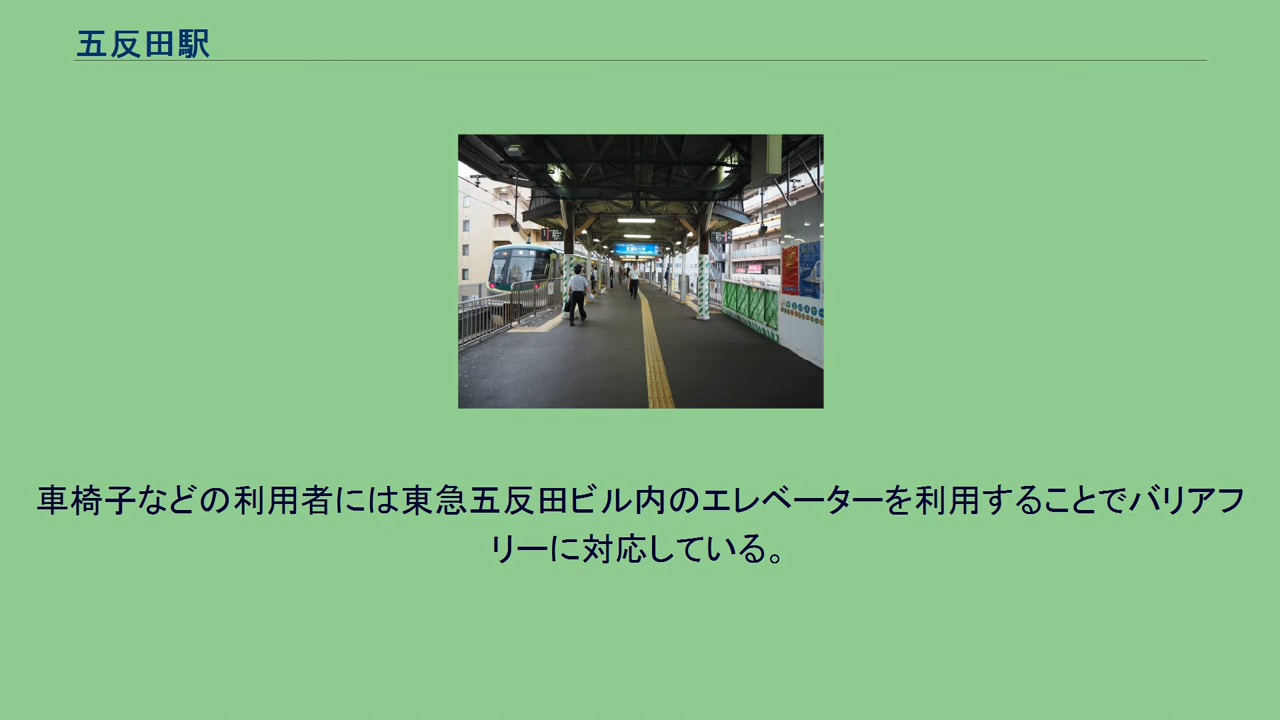 五反田駅
車椅子などの利用者には東急五反田ビル内のエレベーターを利用することでバリアフ
リーに対応している。